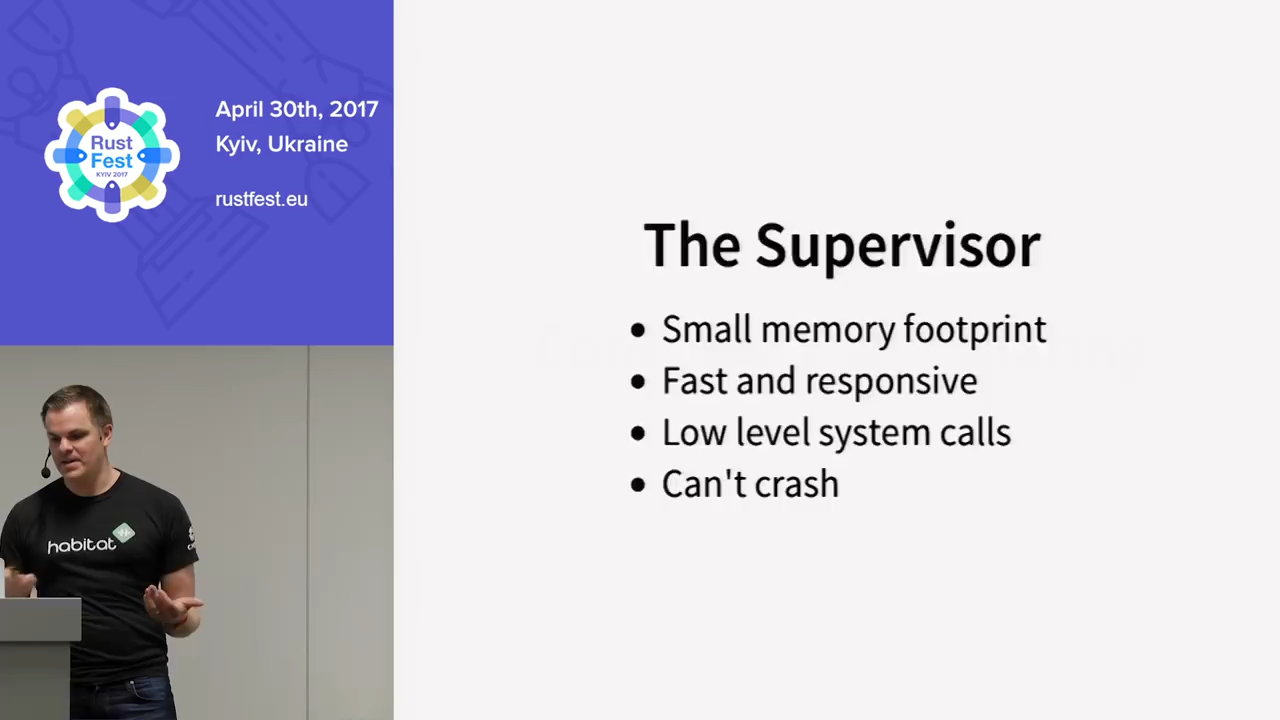 April 30th, 2017
Kyiv, Ukraine
rustfest.eu
Rust
Fest
KYIV 2017
The Supervisor
• Small memory footprint
• Fast and responsive
• Low level system calls
• Can't crash
habitat